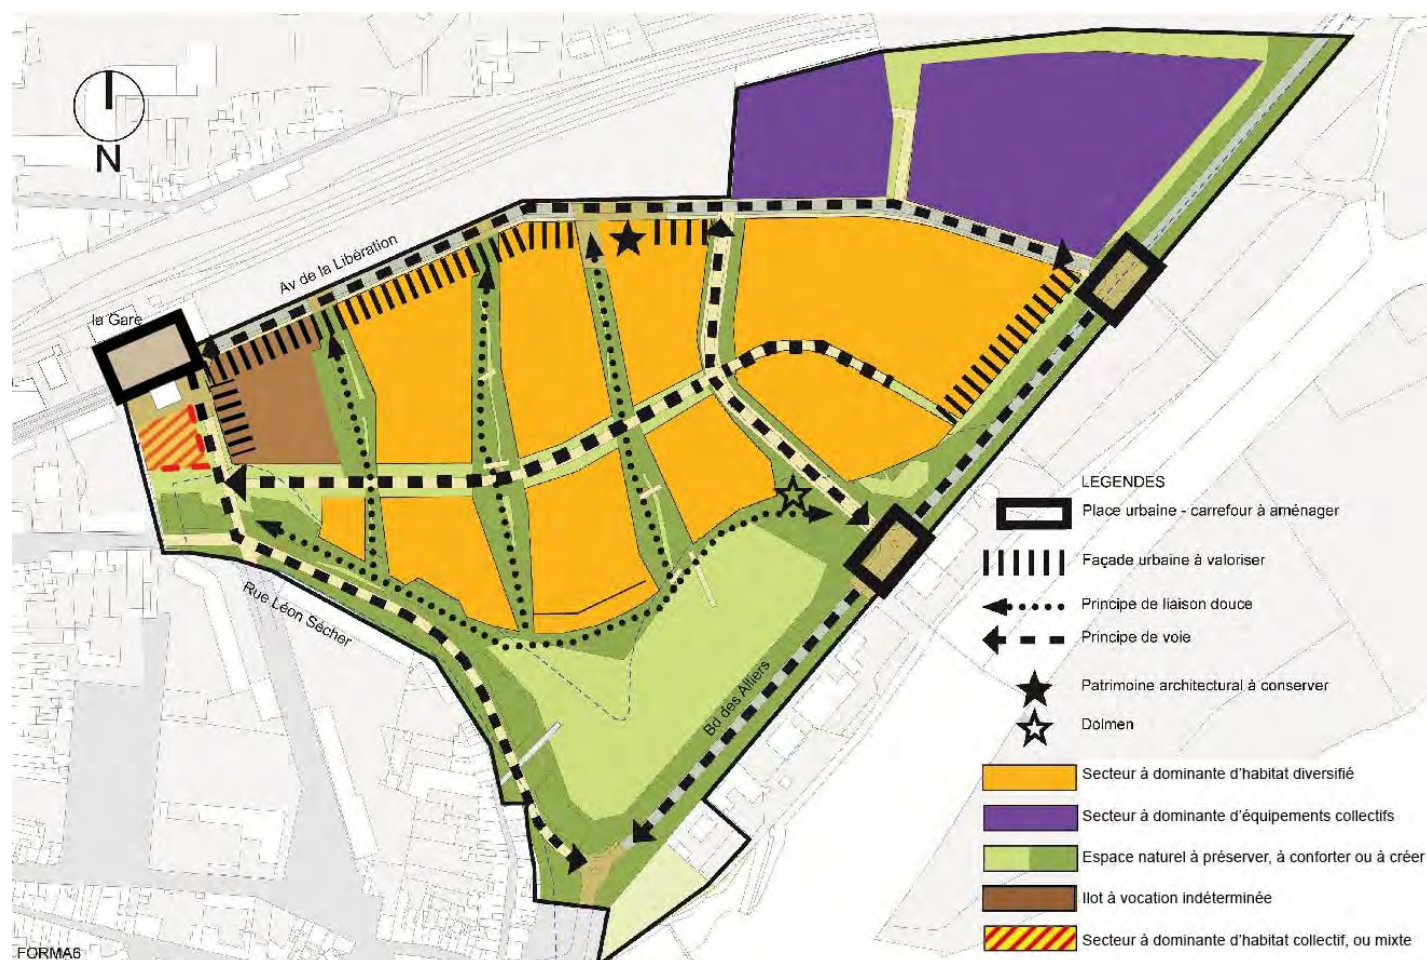 N
Av de la Libération
la Gare
Rue Léon Sécher
Bd des Alliers
LEGENDES
Place urbaine - carrefour à aménager
Façade urbaine à valoriser
Principe de liaison douce
Principe de voie
Patrimoine architectural à conserver
Dolmen
Secteur à dominante d'habitat diversifié
Secteur à dominante d'équipements collectifs
Espace naturel à préserver, à conforter ou à créer
Ilot à vocation indéterminée
Secteur à dominante d'habitat collectif, ou mixte
FORMA6